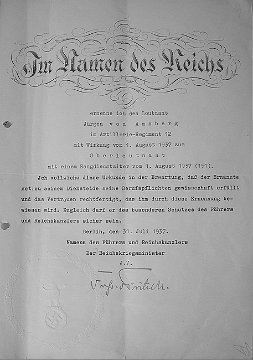 Im Namen des Reichs
ernenne ich den Leutnant
Jürgen von Amsberg
im Artillerie-Regiment 12
mit Wirkung vom 1. August 1937 zum
Oberleutnant
mit einem Rangdienstalter vom 1. August 1937
Ich vollziehe diese Urkunde in der Erwartung, daß der Ernannte
getreu seinem Diensteide seine Berufspflichten gewissenhaft erfüllt
und das Vertrauen rechtfertigt, das ihm durch diese Ernennung be-
wiesen wird. Zugleich darf er des besonderen Schutzes des Führers
und Reichskanzlers sicher sein.
Berlin, den 31. Juli 1937.
Namens des Führers und Reichskanzlers
Der Reichskriegsminister